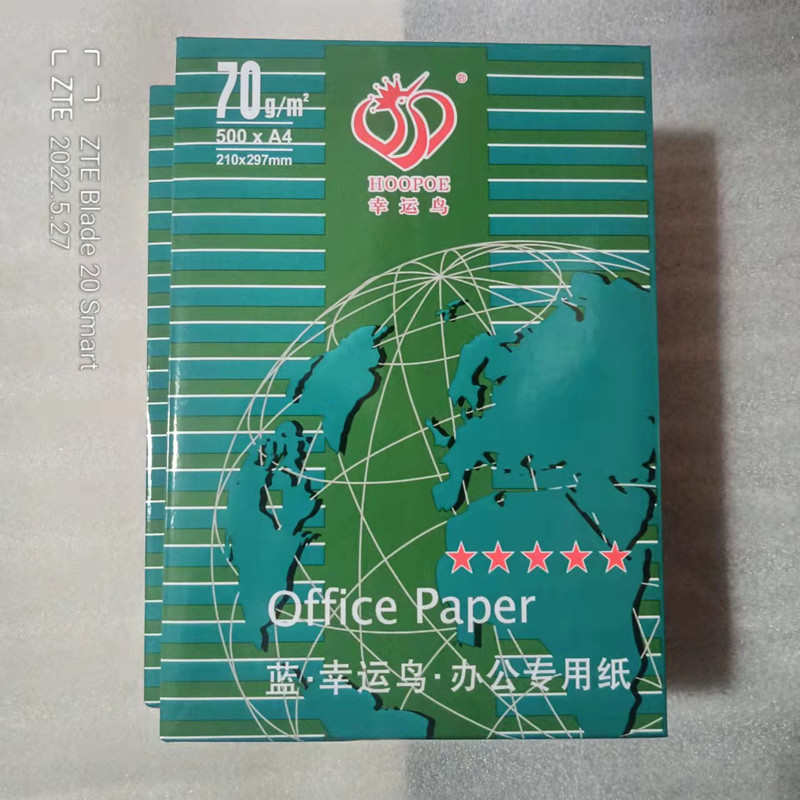 70g/m²
500 x A4
210x297mm
®
HOOPOE
幸运鸟
Office Paper
蓝·幸运鸟·办公专用纸
ZTE Blade 20 Smart
ZTE 2022.5.27